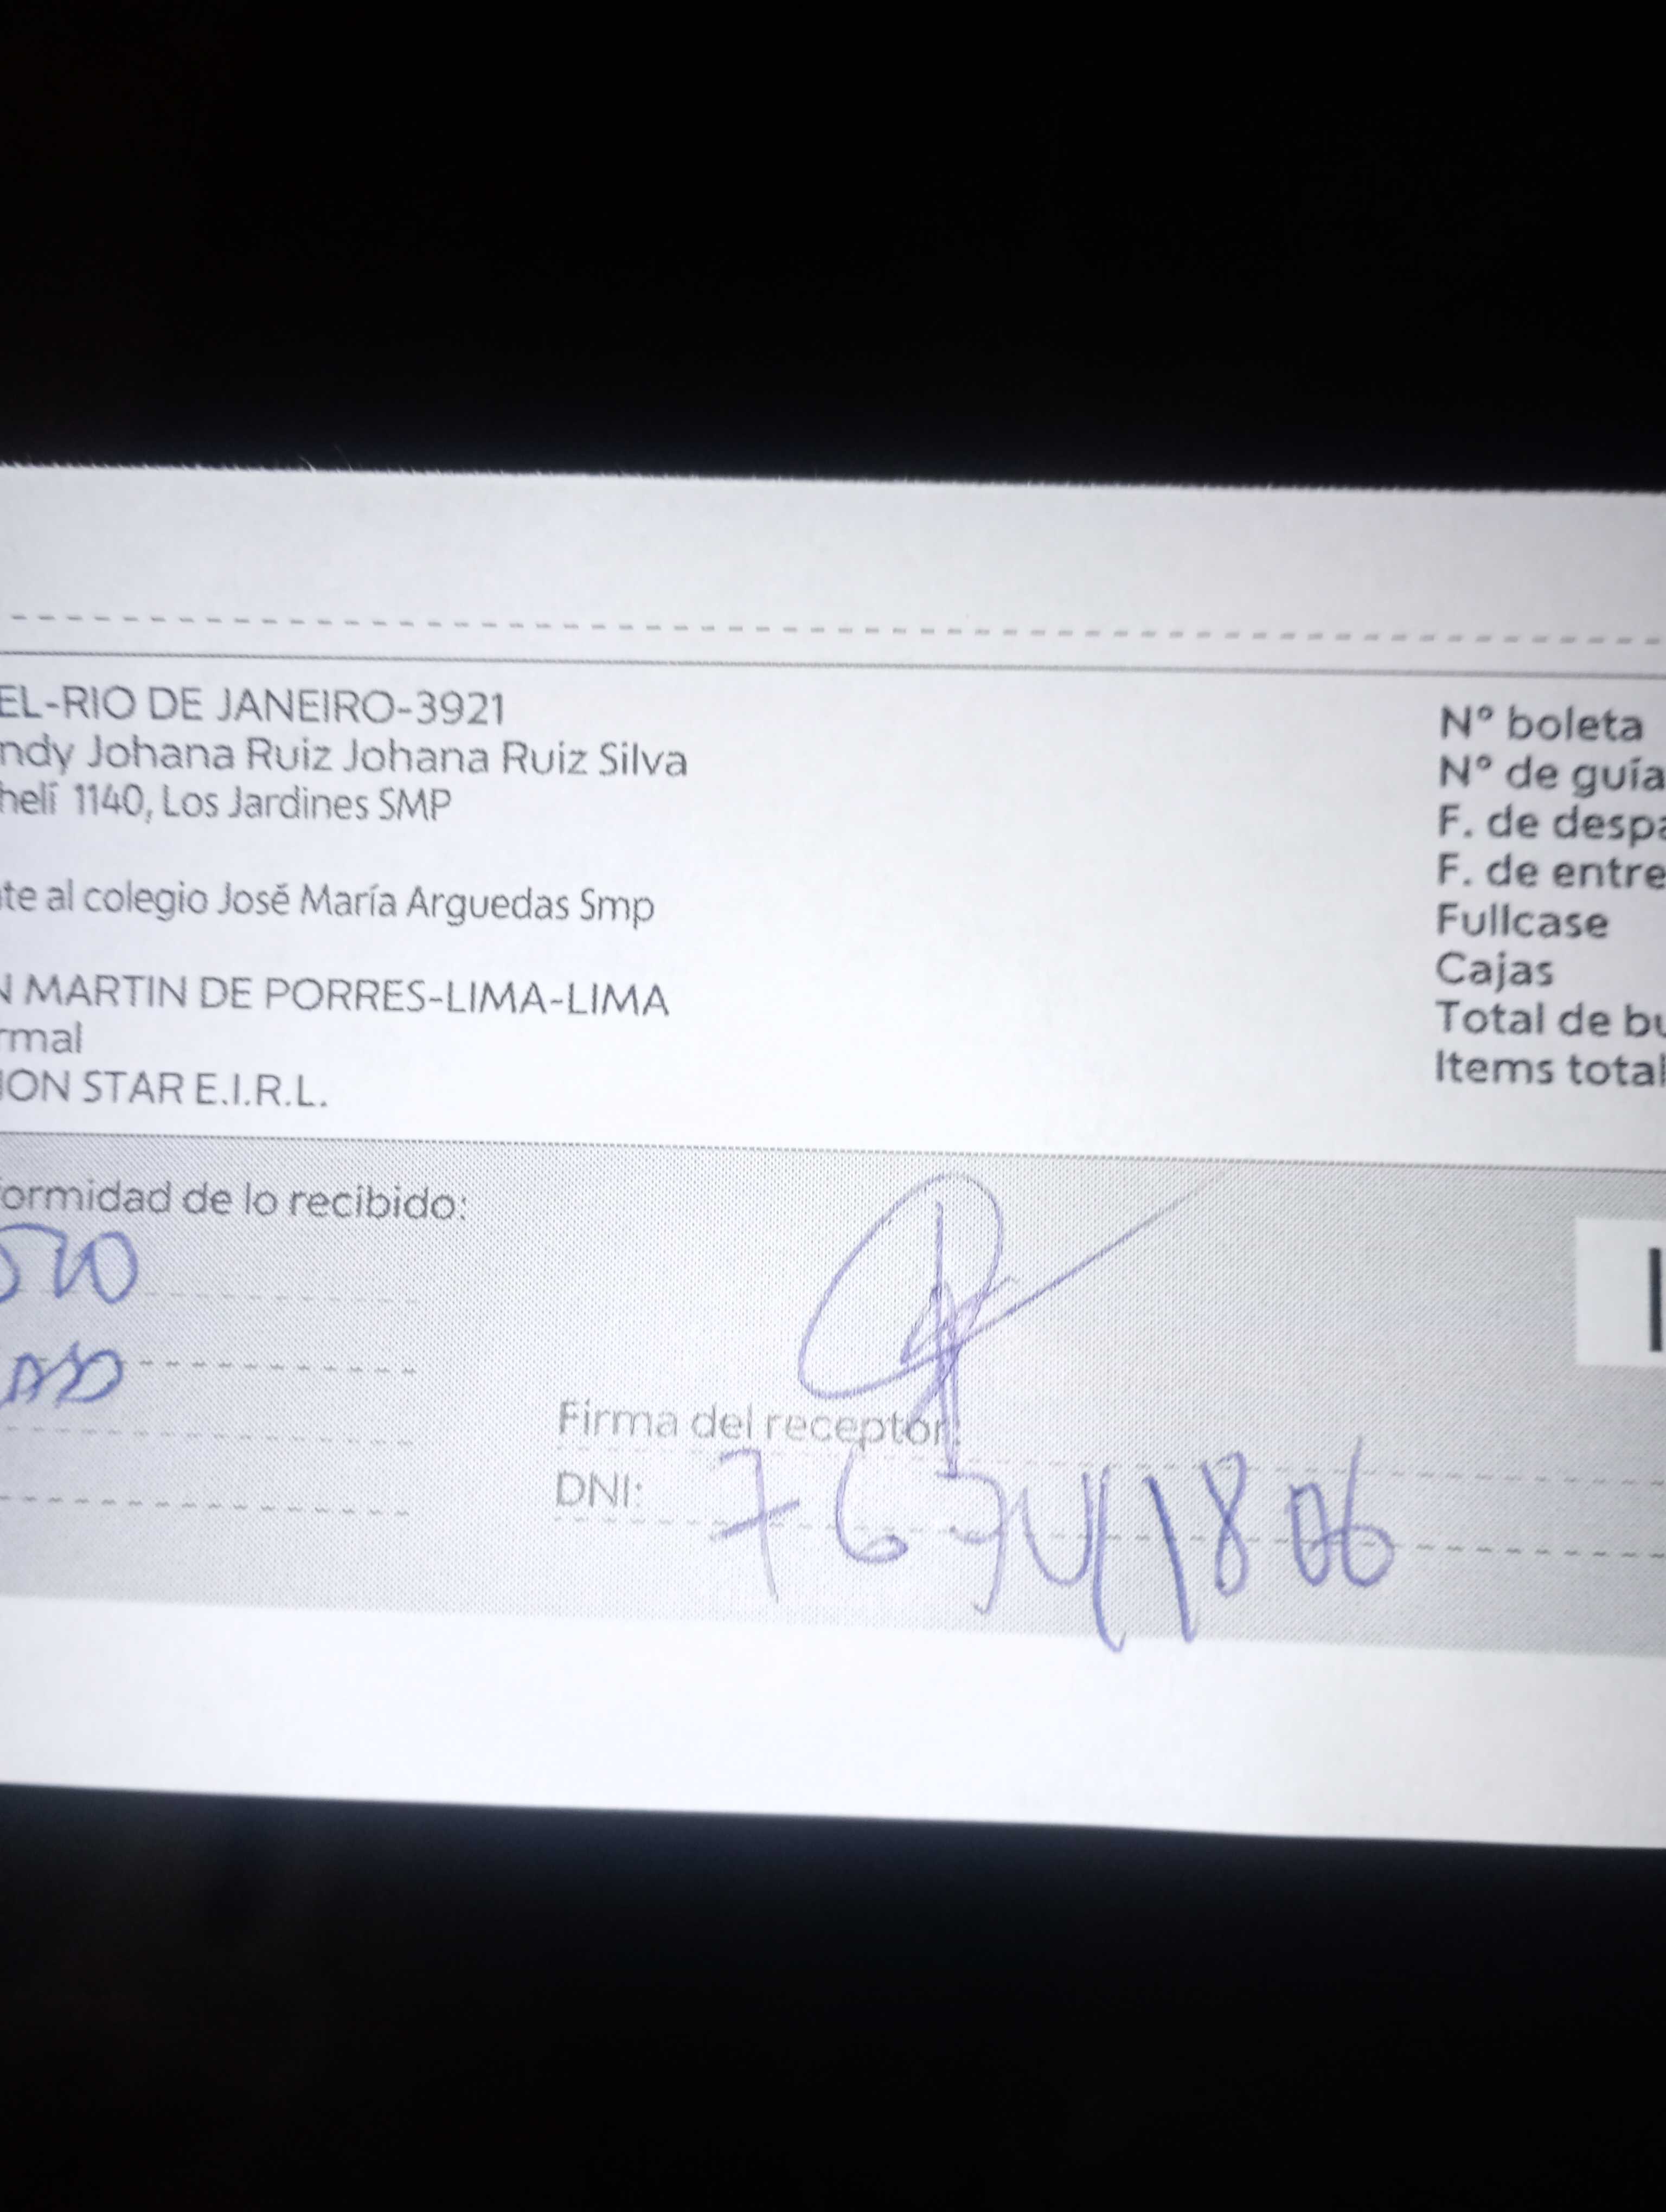 EL-RIO DE JANEIRO-3921
ndy Johana Ruiz Johana Ruiz Silva
helí 1140, Los Jardines SMP
te al colegio José María Arguedas Smp
N MARTIN DE PORRES-LIMA-LIMA
rmal
ION STAR E.I.R.L.
N° boleta
N° de guía
F. de despa
F. de entre
Fullcase
Cajas
Total de bu
Items total
ormidad de lo recibido:
Firma del receptor:
DNI: 76741806